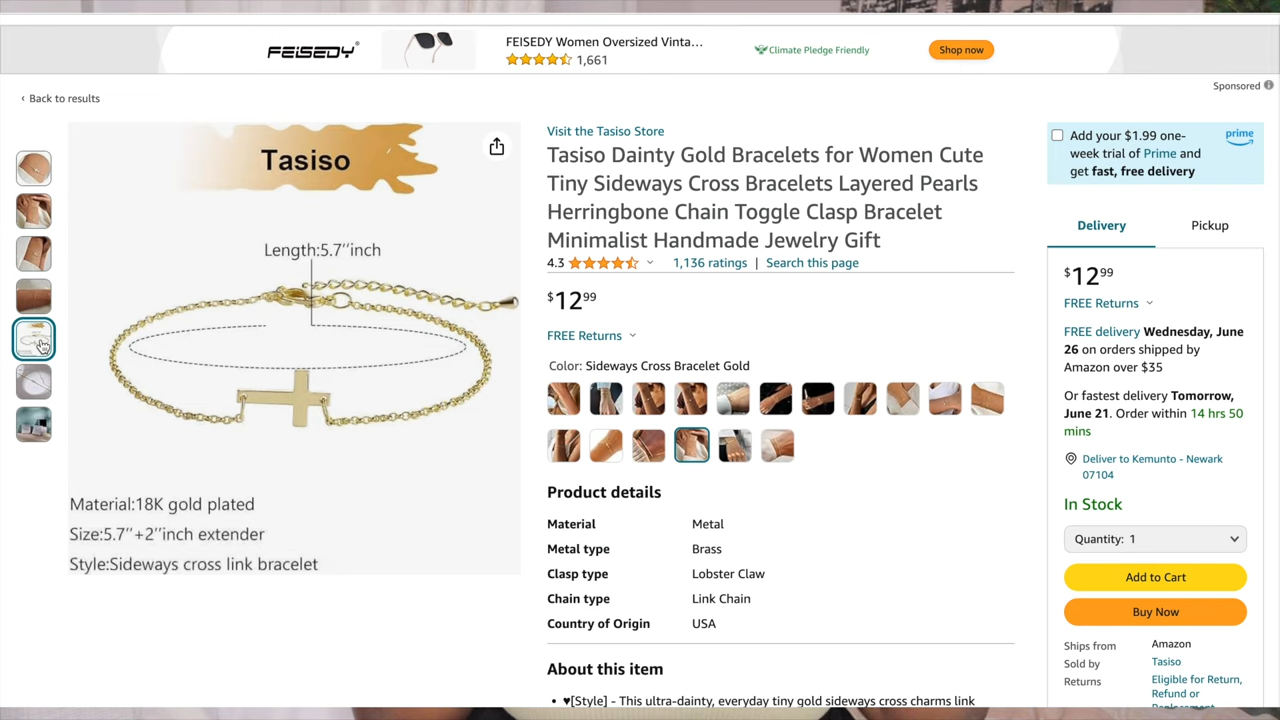 FEISEDY®
FEISEDY Women Oversized Vinta…
1,661
Climate Pledge Friendly
Shop now
Sponsored
‹ Back to results
Tasiso
Length:5.7''inch
Material:18K gold plated
Size:5.7''+2''inch extender
Style:Sideways cross link bracelet
Visit the Tasiso Store
Tasiso Dainty Gold Bracelets for Women Cute
Tiny Sideways Cross Bracelets Layered Pearls
Herringbone Chain Toggle Clasp Bracelet
Minimalist Handmade Jewelry Gift
4.3
1,136 ratings | Search this page
$12 99
FREE Returns
Color: Sideways Cross Bracelet Gold
Product details
Material Metal
Metal type Brass
Clasp type Lobster Claw
Chain type Link Chain
Country of Origin USA
About this item
• ♥[Style] - This ultra-dainty, everyday tiny gold sideways cross charms link
Add your $1.99 one-
week trial of Prime and
get fast, free delivery
prime
Delivery
Pickup
$12 99
FREE Returns
FREE delivery Wednesday, June
26 on orders shipped by
Amazon over $35
Or fastest delivery Tomorrow,
June 21. Order within 14 hrs 50
mins
Deliver to Kemunto - Newark
07104
In Stock
Quantity: 1
Add to Cart
Buy Now
Ships from Amazon
Sold by Tasiso
Returns Eligible for Return,
Refund or